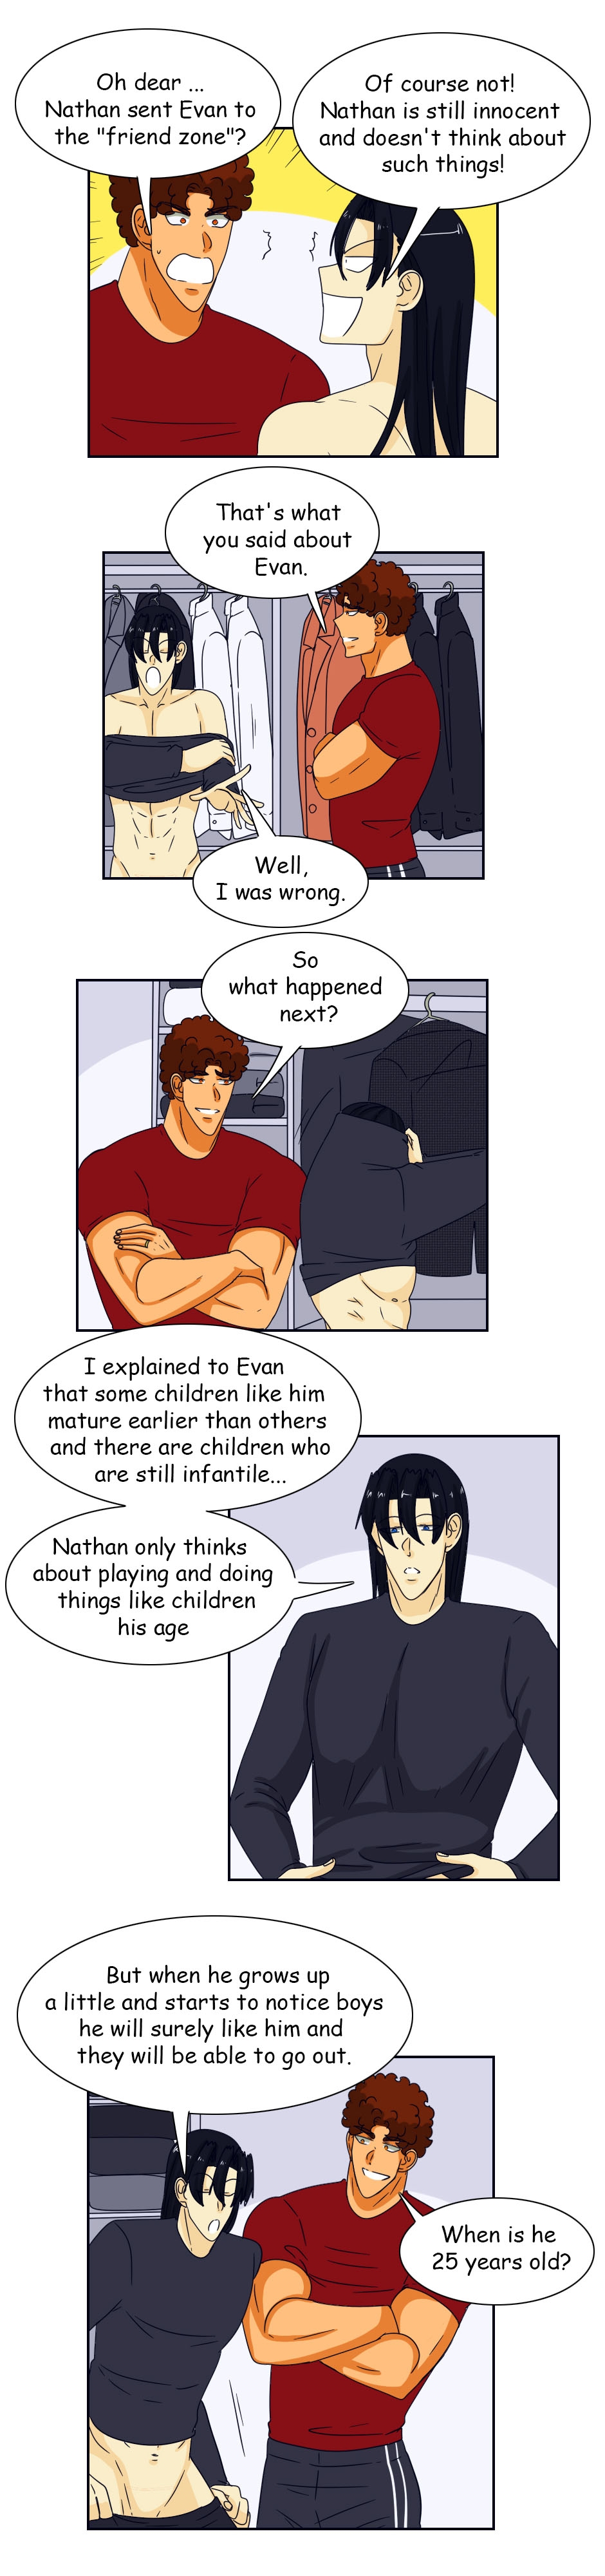 Oh dear ...
Nathan sent Evan to
the "friend zone"?
Of course not!
Nathan is still innocent
and doesn't think about
such things!
That's what
you said about
Evan.
Well,
I was wrong.
So
what happened
next?
I explained to Evan
that some children like him
mature earlier than others
and there are children who
are still infantile...
Nathan only thinks
about playing and doing
things like children
his age
But when he grows up
a little and starts to notice boys
he will surely like him and
they will be able to go out.
When is he
25 years old?